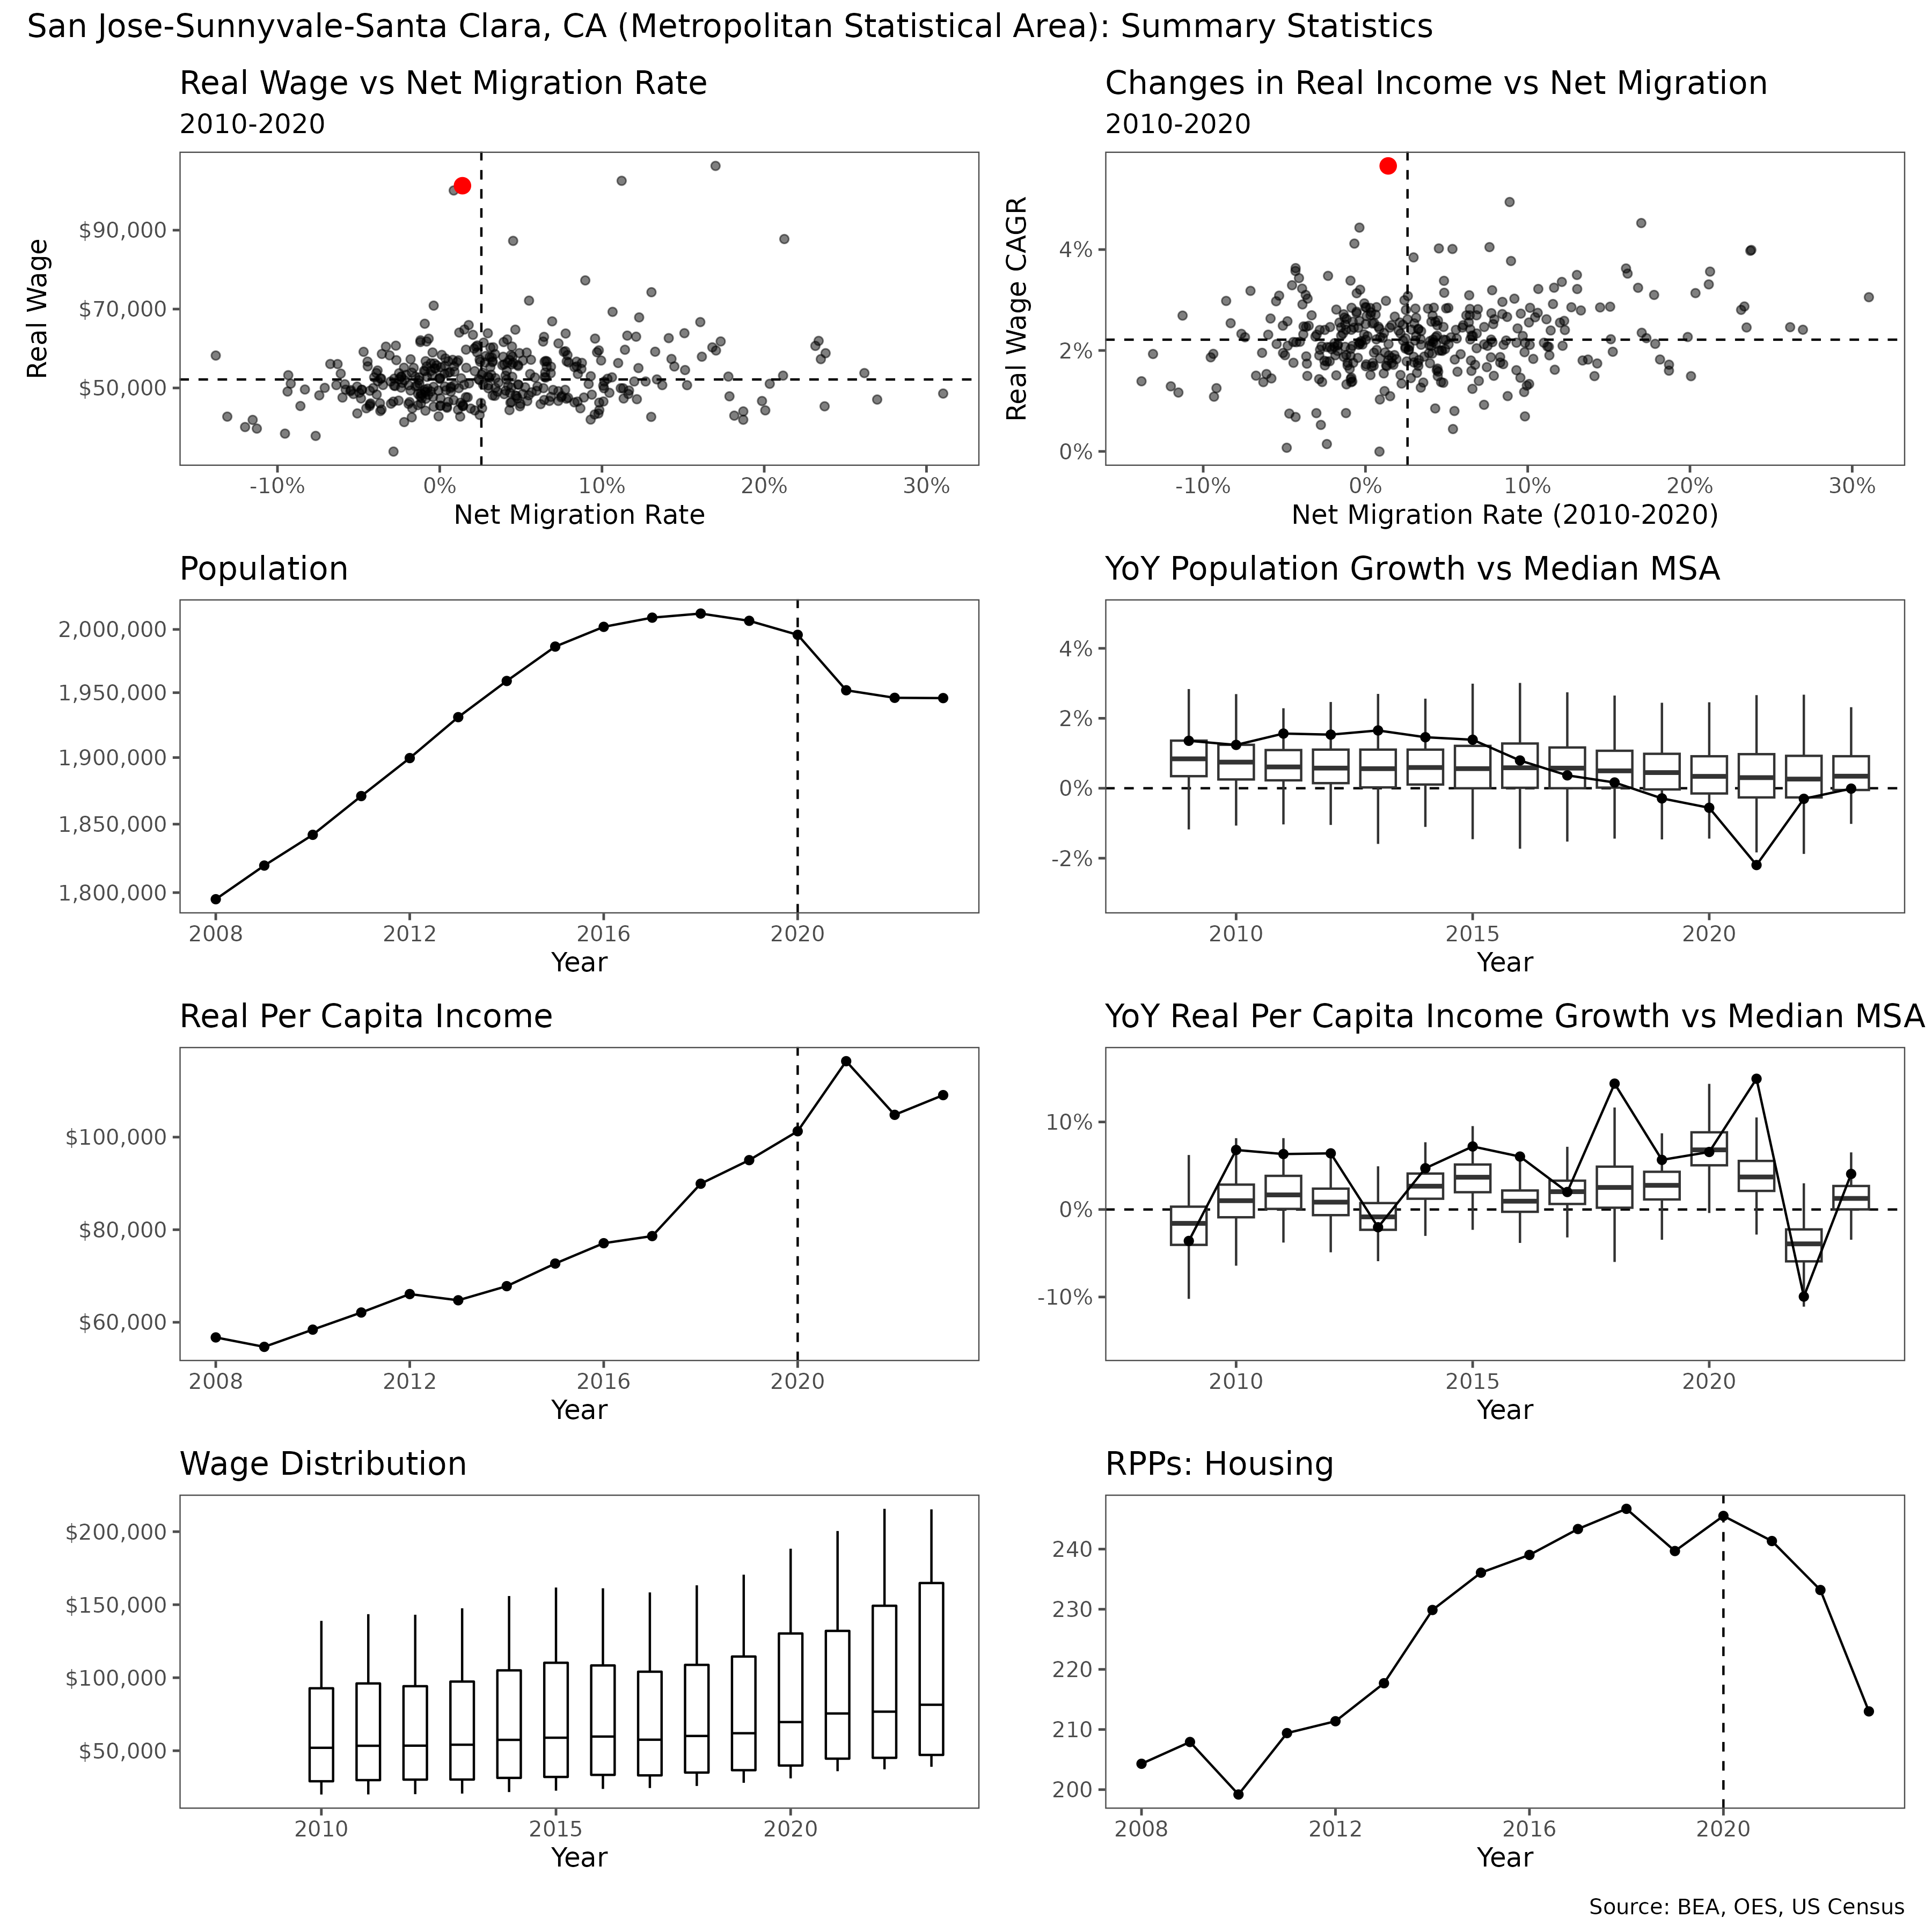 San Jose-Sunnyvale-Santa Clara, CA (Metropolitan Statistical Area): Summary Statistics
Real Wage vs Net Migration Rate
2010-2020
Real Wage
$90,000
$70,000
$50,000
-10% 0% 10% 20% 30%
Net Migration Rate
Changes in Real Income vs Net Migration
2010-2020
Real Wage CAGR
4%
2%
0%
-10% 0% 10% 20% 30%
Net Migration Rate (2010-2020)
Population
2,000,000
1,950,000
1,900,000
1,850,000
1,800,000
2008 2012 2016 2020
Year
YoY Population Growth vs Median MSA
4%
2%
0%
-2%
2010 2015 2020
Year
Real Per Capita Income
$100,000
$80,000
$60,000
2008 2012 2016 2020
Year
YoY Real Per Capita Income Growth vs Median MSA
10%
0%
-10%
2010 2015 2020
Year
Wage Distribution
$200,000
$150,000
$100,000
$50,000
2010 2015 2020
Year
RPPs: Housing
240
230
220
210
200
2008 2012 2016 2020
Year
Source: BEA, OES, US Census